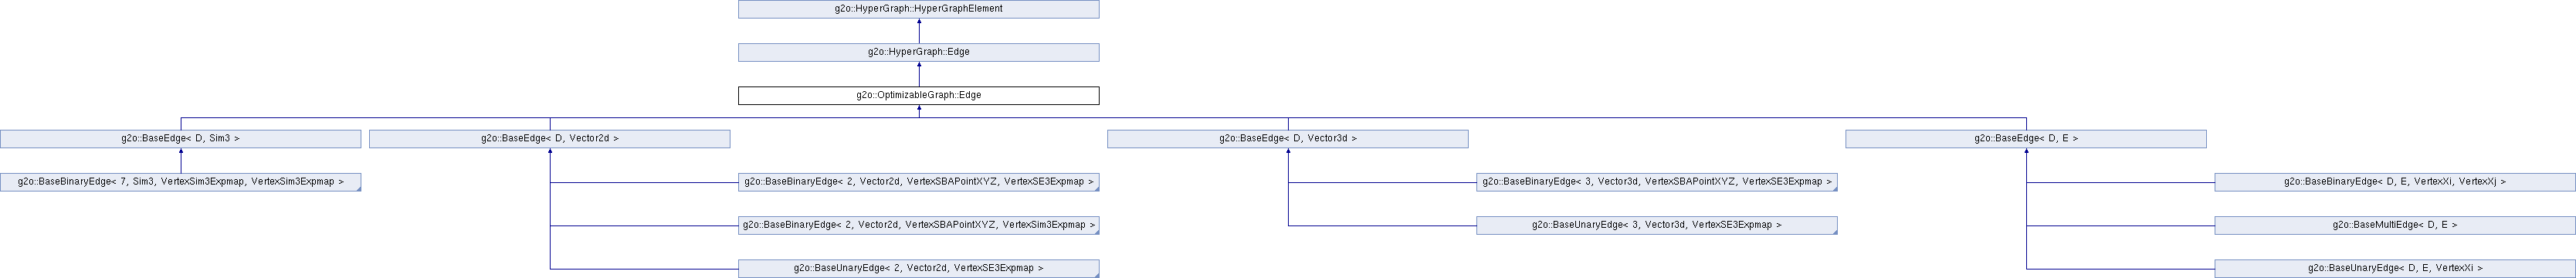 g2o::HyperGraph::HyperGraphElement
g2o::HyperGraph::Edge
g2o::OptimizableGraph::Edge
g2o::BaseEdge< D, Sim3 >
g2o::BaseEdge< D, Vector2d >
g2o::BaseEdge< D, Vector3d >
g2o::BaseEdge< D, E >
g2o::BaseBinaryEdge< 7, Sim3, VertexSim3Expmap, VertexSim3Expmap >
g2o::BaseBinaryEdge< 2, Vector2d, VertexSBAPointXYZ, VertexSE3Expmap >
g2o::BaseBinaryEdge< 3, Vector3d, VertexSBAPointXYZ, VertexSE3Expmap >
g2o::BaseBinaryEdge< D, E, VertexXi, VertexXj >
g2o::BaseBinaryEdge< 2, Vector2d, VertexSBAPointXYZ, VertexSim3Expmap >
g2o::BaseUnaryEdge< 3, Vector3d, VertexSE3Expmap >
g2o::BaseMultiEdge< D, E >
g2o::BaseUnaryEdge< 2, Vector2d, VertexSE3Expmap >
g2o::BaseUnaryEdge< D, E, VertexXi >